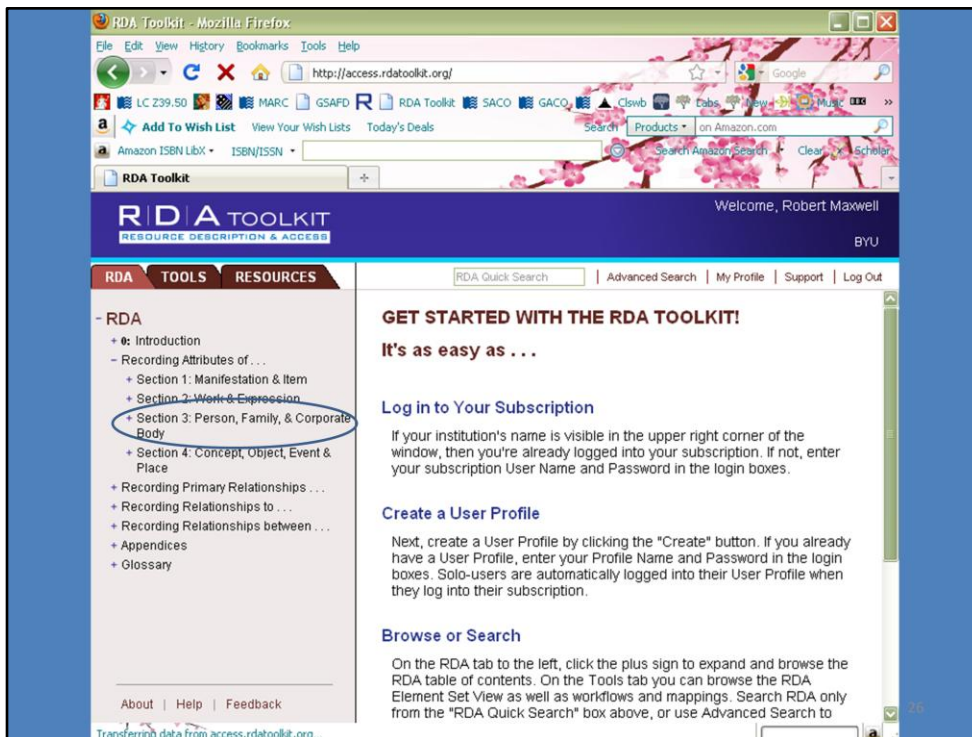 RDA Toolkit - Mozilla Firefox
File Edit View History Bookmarks Tools Help
http://access.rdatoolkit.org/
Google
LC Z39.50 MARC GSAFD RDA Toolkit SACO GACO Clswb Labs New Music »
Add To Wish List View Your Wish Lists Today's Deals Search Products on Amazon.com
Amazon ISBN LibX ISBN/ISSN Search Amazon Search Clear Scholar
RDA Toolkit
Welcome, Robert Maxwell
R|D|A TOOLKIT
RESOURCE DESCRIPTION & ACCESS
BYU
RDA TOOLS RESOURCES
RDA Quick Search | Advanced Search | My Profile | Support | Log Out
- RDA
+ 0: Introduction
- Recording Attributes of . . .
+ Section 1: Manifestation & Item
+ Section 2: Work & Expression
+ Section 3: Person, Family, & Corporate
Body
+ Section 4: Concept, Object, Event &
Place
+ Recording Primary Relationships . . .
+ Recording Relationships to . . .
+ Recording Relationships between . . .
+ Appendices
+ Glossary
About | Help | Feedback
GET STARTED WITH THE RDA TOOLKIT!
It's as easy as . . .
Log in to Your Subscription
If your institution's name is visible in the upper right corner of the
window, then you're already logged into your subscription. If not, enter
your subscription User Name and Password in the login boxes.
Create a User Profile
Next, create a User Profile by clicking the "Create" button. If you already
have a User Profile, enter your Profile Name and Password in the login
boxes. Solo-users are automatically logged into their User Profile when
they log into their subscription.
Browse or Search
On the RDA tab to the left, click the plus sign to expand and browse the
RDA table of contents. On the Tools tab you can browse the RDA
Element Set View as well as workflows and mappings. Search RDA only
from the "RDA Quick Search" box above, or use Advanced Search to
26
Transferring data from access.rdatoolkit.org...